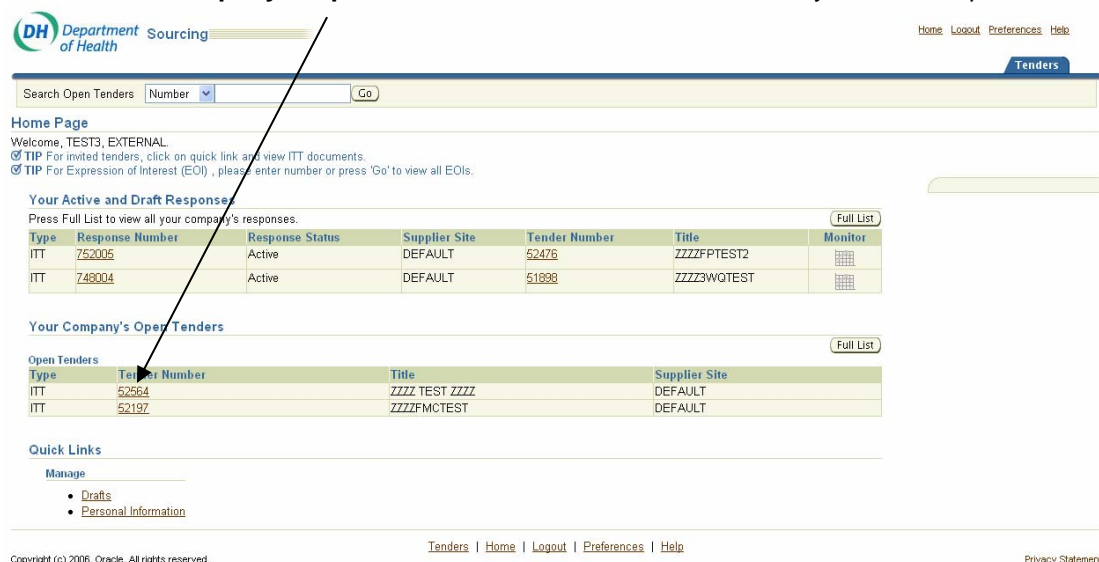 DH Department of Health Sourcing
Home Logout Preferences Help
Tenders
Search Open Tenders Number Go
Home Page
Welcome, TEST3, EXTERNAL.
TIP For invited tenders, click on quick link and view ITT documents.
TIP For Expression of Interest (EOI) , please enter number or press 'Go' to view all EOIs.
Your Active and Draft Responses
Press Full List to view all your company's responses. Full List
Type Response Number Response Status Supplier Site Tender Number Title Monitor
ITT 752005 Active DEFAULT 52476 ZZZZFPTEST2
ITT 748004 Active DEFAULT 51898 ZZZZ3WQTEST
Your Company's Open Tenders
Full List
Open Tenders
Type Tender Number Title Supplier Site
ITT 52564 ZZZZ TEST ZZZZ DEFAULT
ITT 52197 ZZZZFMCTEST DEFAULT
Quick Links
Manage
• Drafts
• Personal Information
Tenders | Home | Logout | Preferences | Help
Copyright (c) 2006, Oracle. All rights reserved. Privacy Statement